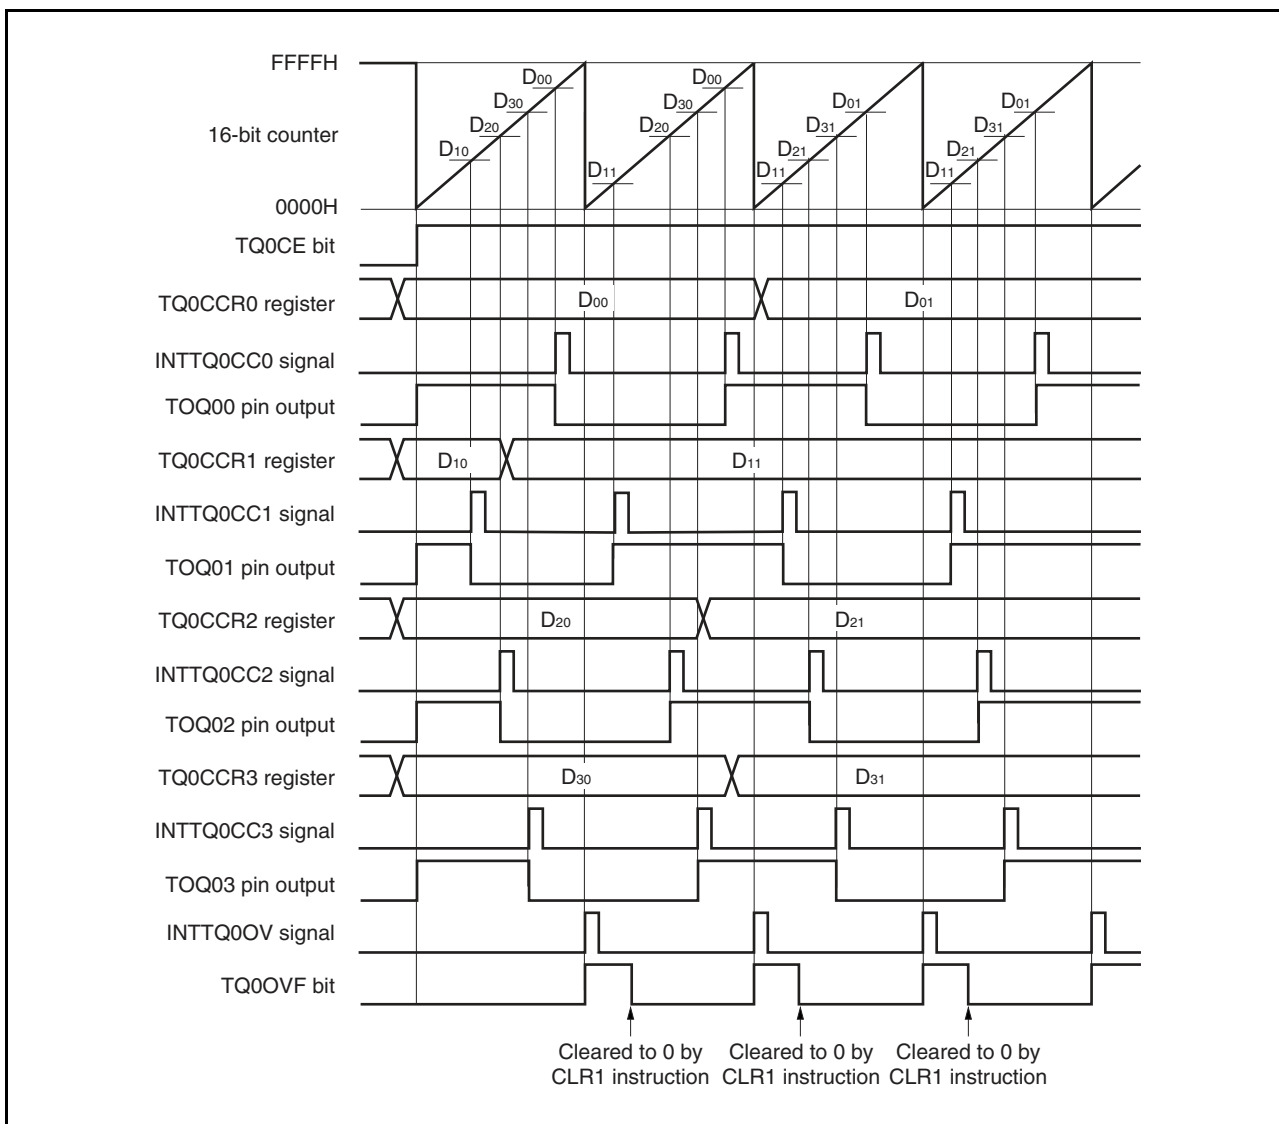 FFFFH
D00
D00
D30
D30
D01
D01
16-bit counter
D20
D20
D31
D31
D10
D21
D21
D11
D11
D11
0000H
TQ0CE bit
TQ0CCR0 register
D00
D01
INTTQ0CC0 signal
TOQ00 pin output
TQ0CCR1 register
D10
D11
INTTQ0CC1 signal
TOQ01 pin output
TQ0CCR2 register
D20
D21
INTTQ0CC2 signal
TOQ02 pin output
TQ0CCR3 register
D30
D31
INTTQ0CC3 signal
TOQ03 pin output
INTTQ0OV signal
TQ0OVF bit
Cleared to 0 by
CLR1 instruction
Cleared to 0 by
CLR1 instruction
Cleared to 0 by
CLR1 instruction